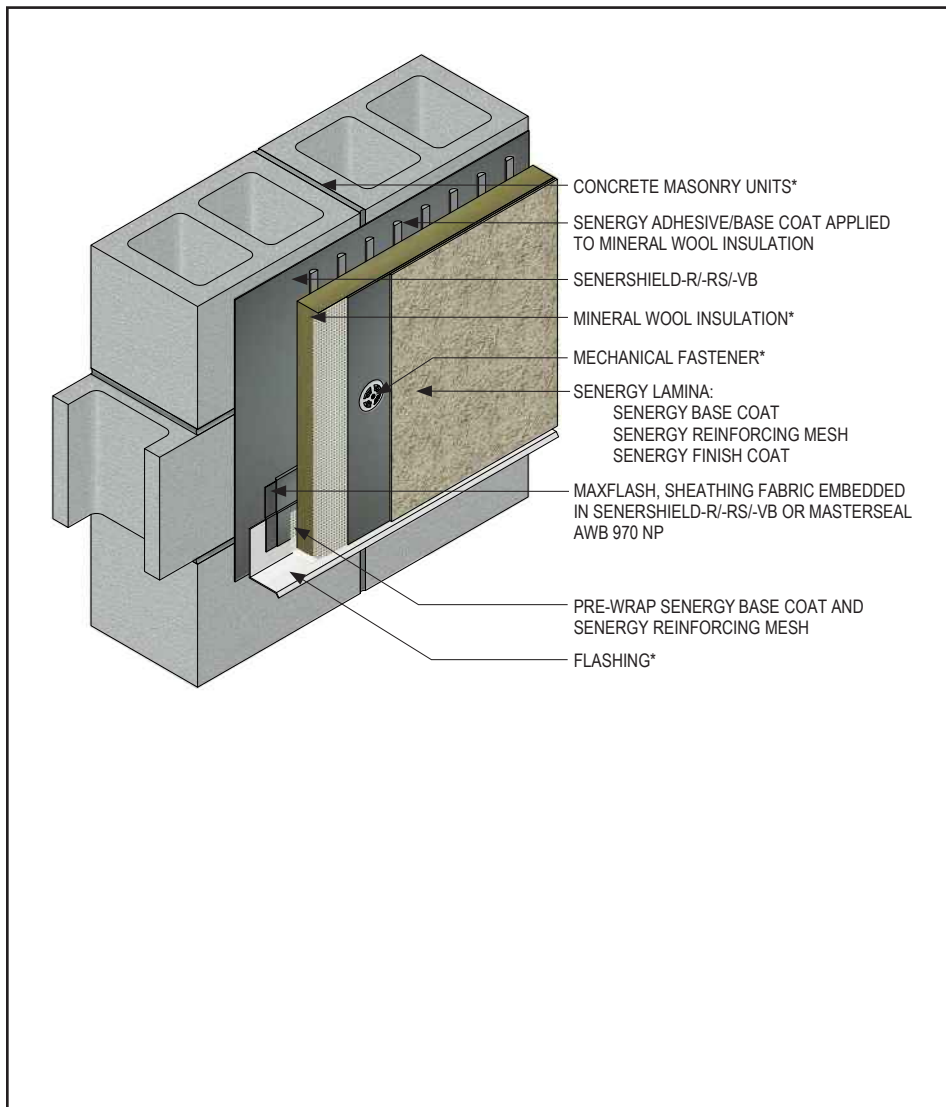 CONCRETE MASONRY UNITS*
SENERGY ADHESIVE/BASE COAT APPLIED
TO MINERAL WOOL INSULATION
SENERSHIELD-R/-RS/-VB
MINERAL WOOL INSULATION*
MECHANICAL FASTENER*
SENERGY LAMINA:
SENERGY BASE COAT
SENERGY REINFORCING MESH
SENERGY FINISH COAT
MAXFLASH, SHEATHING FABRIC EMBEDDED
IN SENERSHIELD-R/-RS/-VB OR MASTERSEAL
AWB 970 NP
PRE-WRAP SENERGY BASE COAT AND
SENERGY REINFORCING MESH
FLASHING*